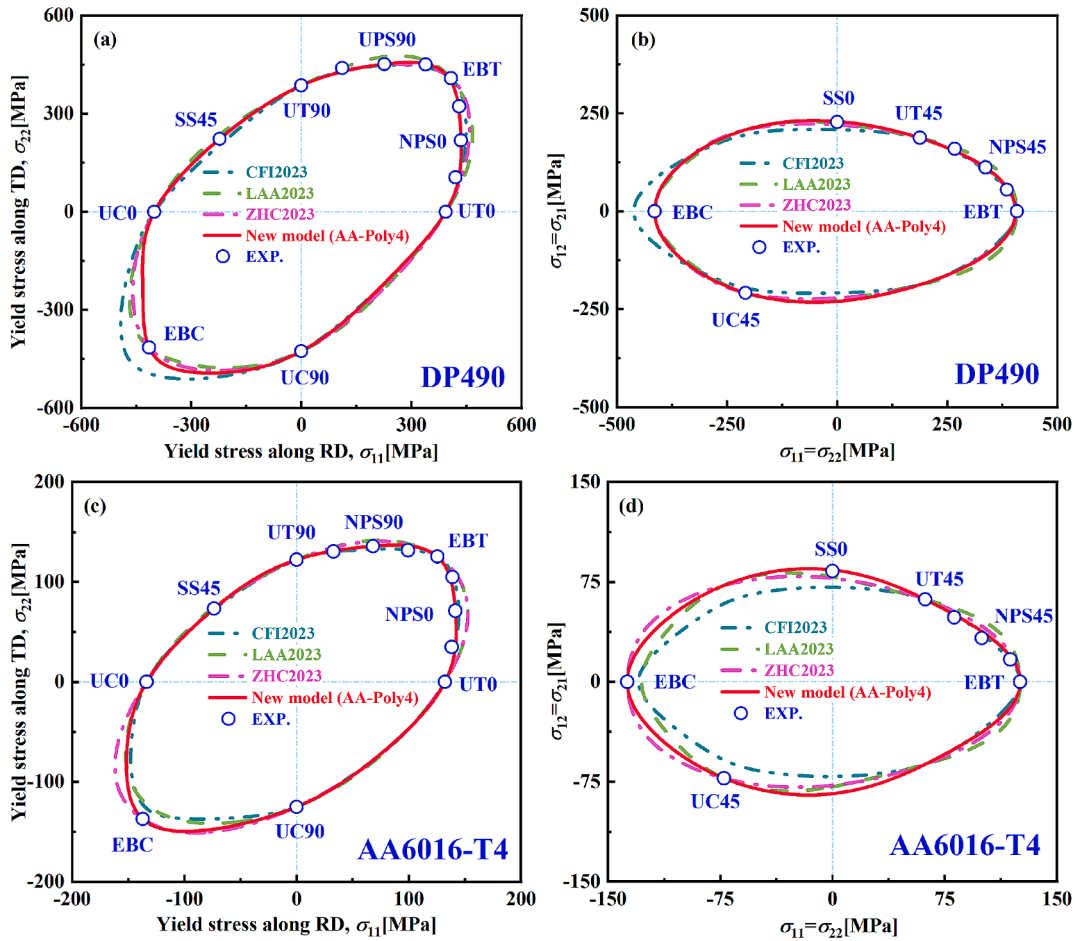 (a)
UPS90
EBT
UT90
SS45
NPS0
CFI2023
LAA2023
ZHC2023
New model (AA-Poly4)
EXP.
UC0
UT0
EBC
UC90
DP490
600
300
0
-300
-600
-600
-300
0
300
600
Yield stress along TD, σ22[MPa]
Yield stress along RD, σ11[MPa]
(b)
SS0
UT45
NPS45
CFI2023
LAA2023
ZHC2023
New model (AA-Poly4)
EXP.
EBC
EBT
UC45
DP490
500
250
0
-250
-500
-500
-250
0
250
500
σ12=σ21[MPa]
σ11=σ22[MPa]
(c)
NPS90
UT90
EBT
SS45
NPS0
CFI2023
LAA2023
ZHC2023
New model (AA-Poly4)
EXP.
UC0
UT0
EBC
UC90
AA6016-T4
200
100
0
-100
-200
-200
-100
0
100
200
Yield stress along TD, σ22[MPa]
Yield stress along RD, σ11[MPa]
(d)
SS0
UT45
NPS45
CFI2023
LAA2023
ZHC2023
New model (AA-Poly4)
EXP.
EBC
EBT
UC45
AA6016-T4
150
75
0
-75
-150
-150
-75
0
75
150
σ12=σ21[MPa]
σ11=σ22[MPa]